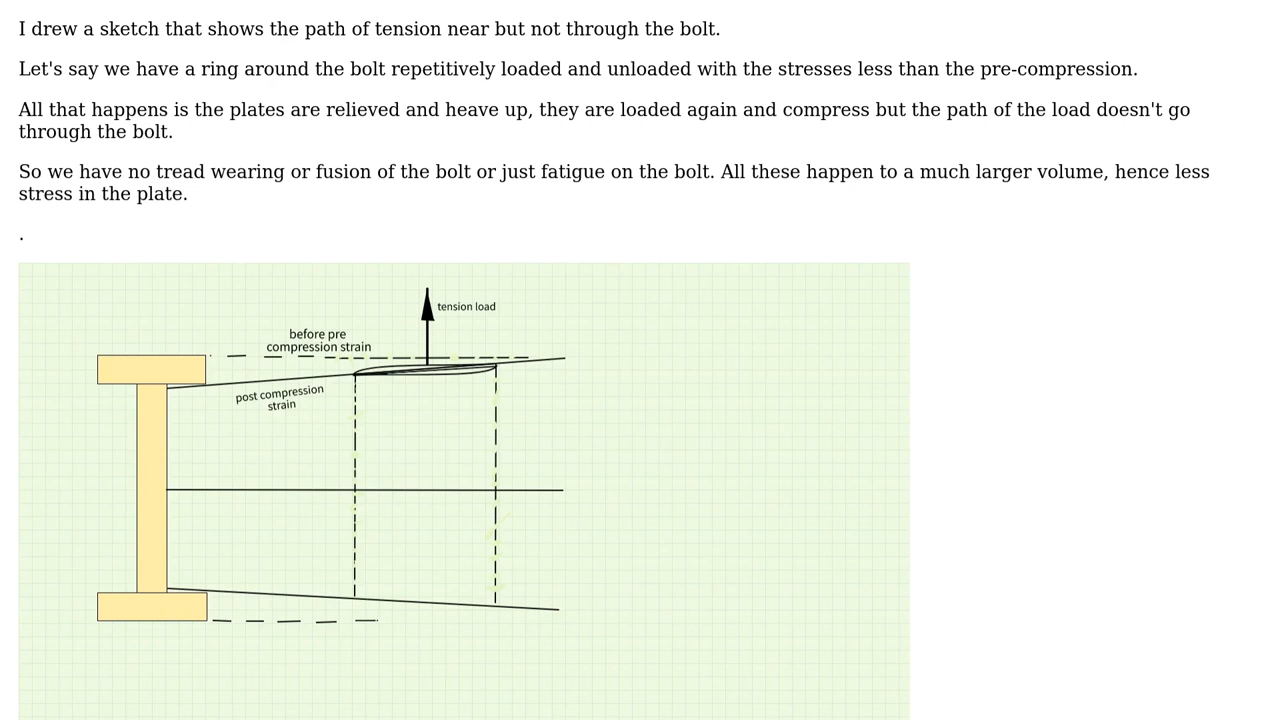 I drew a sketch that shows the path of tension near but not through the bolt.
Let's say we have a ring around the bolt repetitively loaded and unloaded with the stresses less than the pre-compression.
All that happens is the plates are relieved and heave up, they are loaded again and compress but the path of the load doesn't go
through the bolt.
So we have no tread wearing or fusion of the bolt or just fatigue on the bolt. All these happen to a much larger volume, hence less
stress in the plate.
.
tension load
before pre
compression strain
post compression
strain